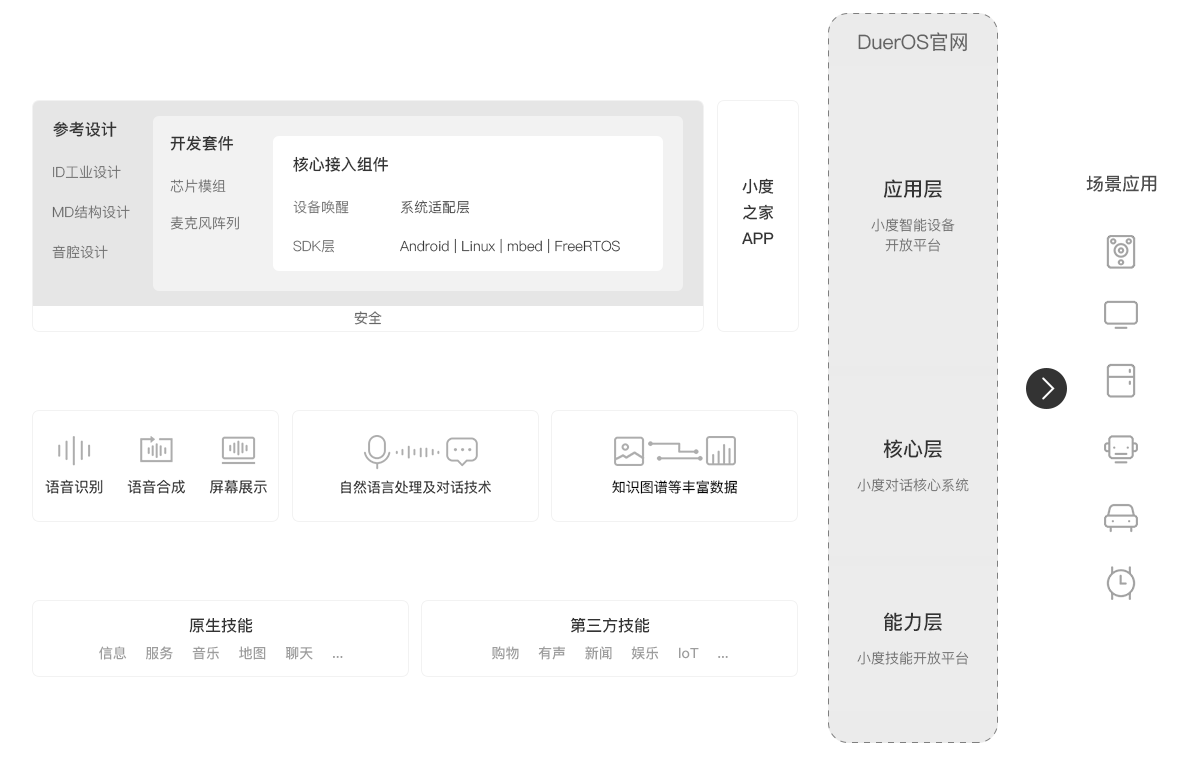 DuerOS官网
参考设计
ID工业设计
MD结构设计
音腔设计
开发套件
芯片模组
麦克风阵列
核心接入组件
设备唤醒 系统适配层
SDK层 Android | Linux | mbed | FreeRTOS
安全
小度
之家
APP
应用层
小度智能设备
开放平台
场景应用
语音识别 语音合成 屏幕展示
自然语言处理及对话技术
知识图谱等丰富数据
核心层
小度对话核心系统
原生技能
信息 服务 音乐 地图 聊天 ...
第三方技能
购物 有声 新闻 娱乐 IoT ...
能力层
小度技能开放平台